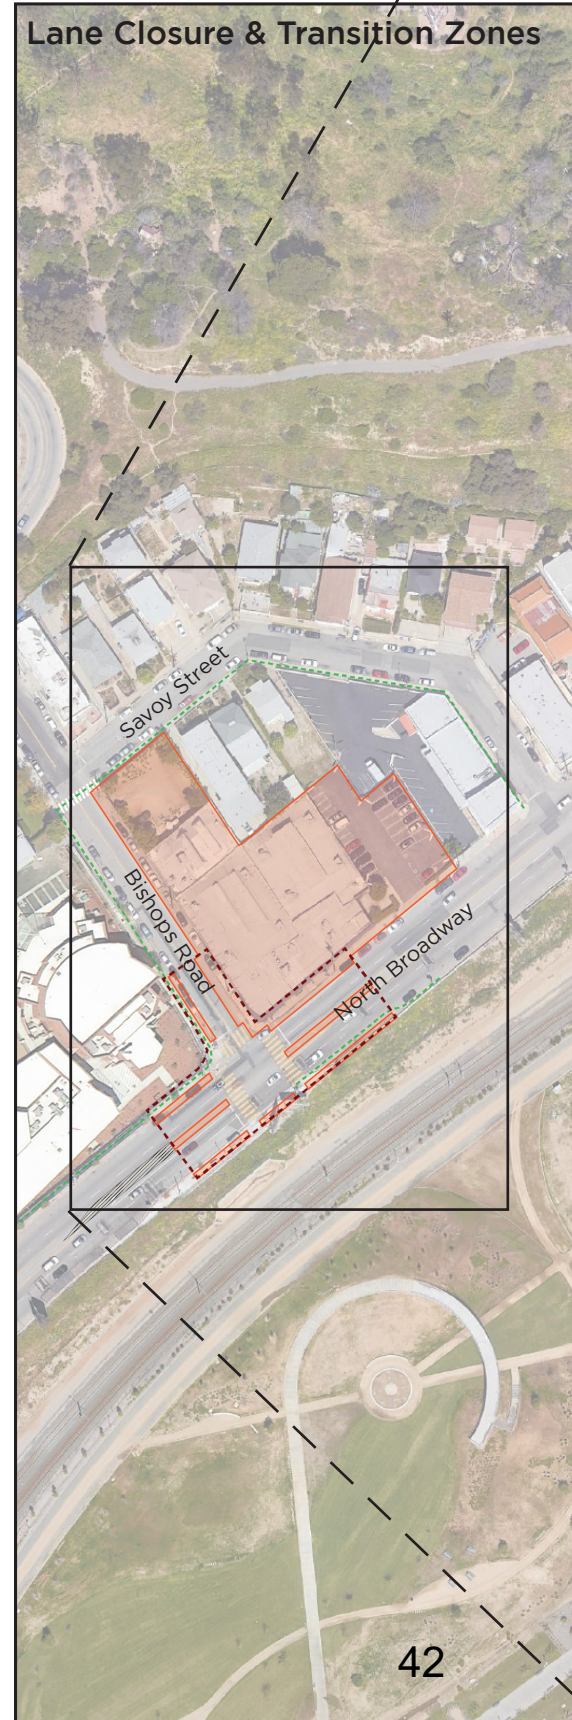 Lane Closure & Transition Zones
Savoy Street
Bishops Road
North Broadway
42